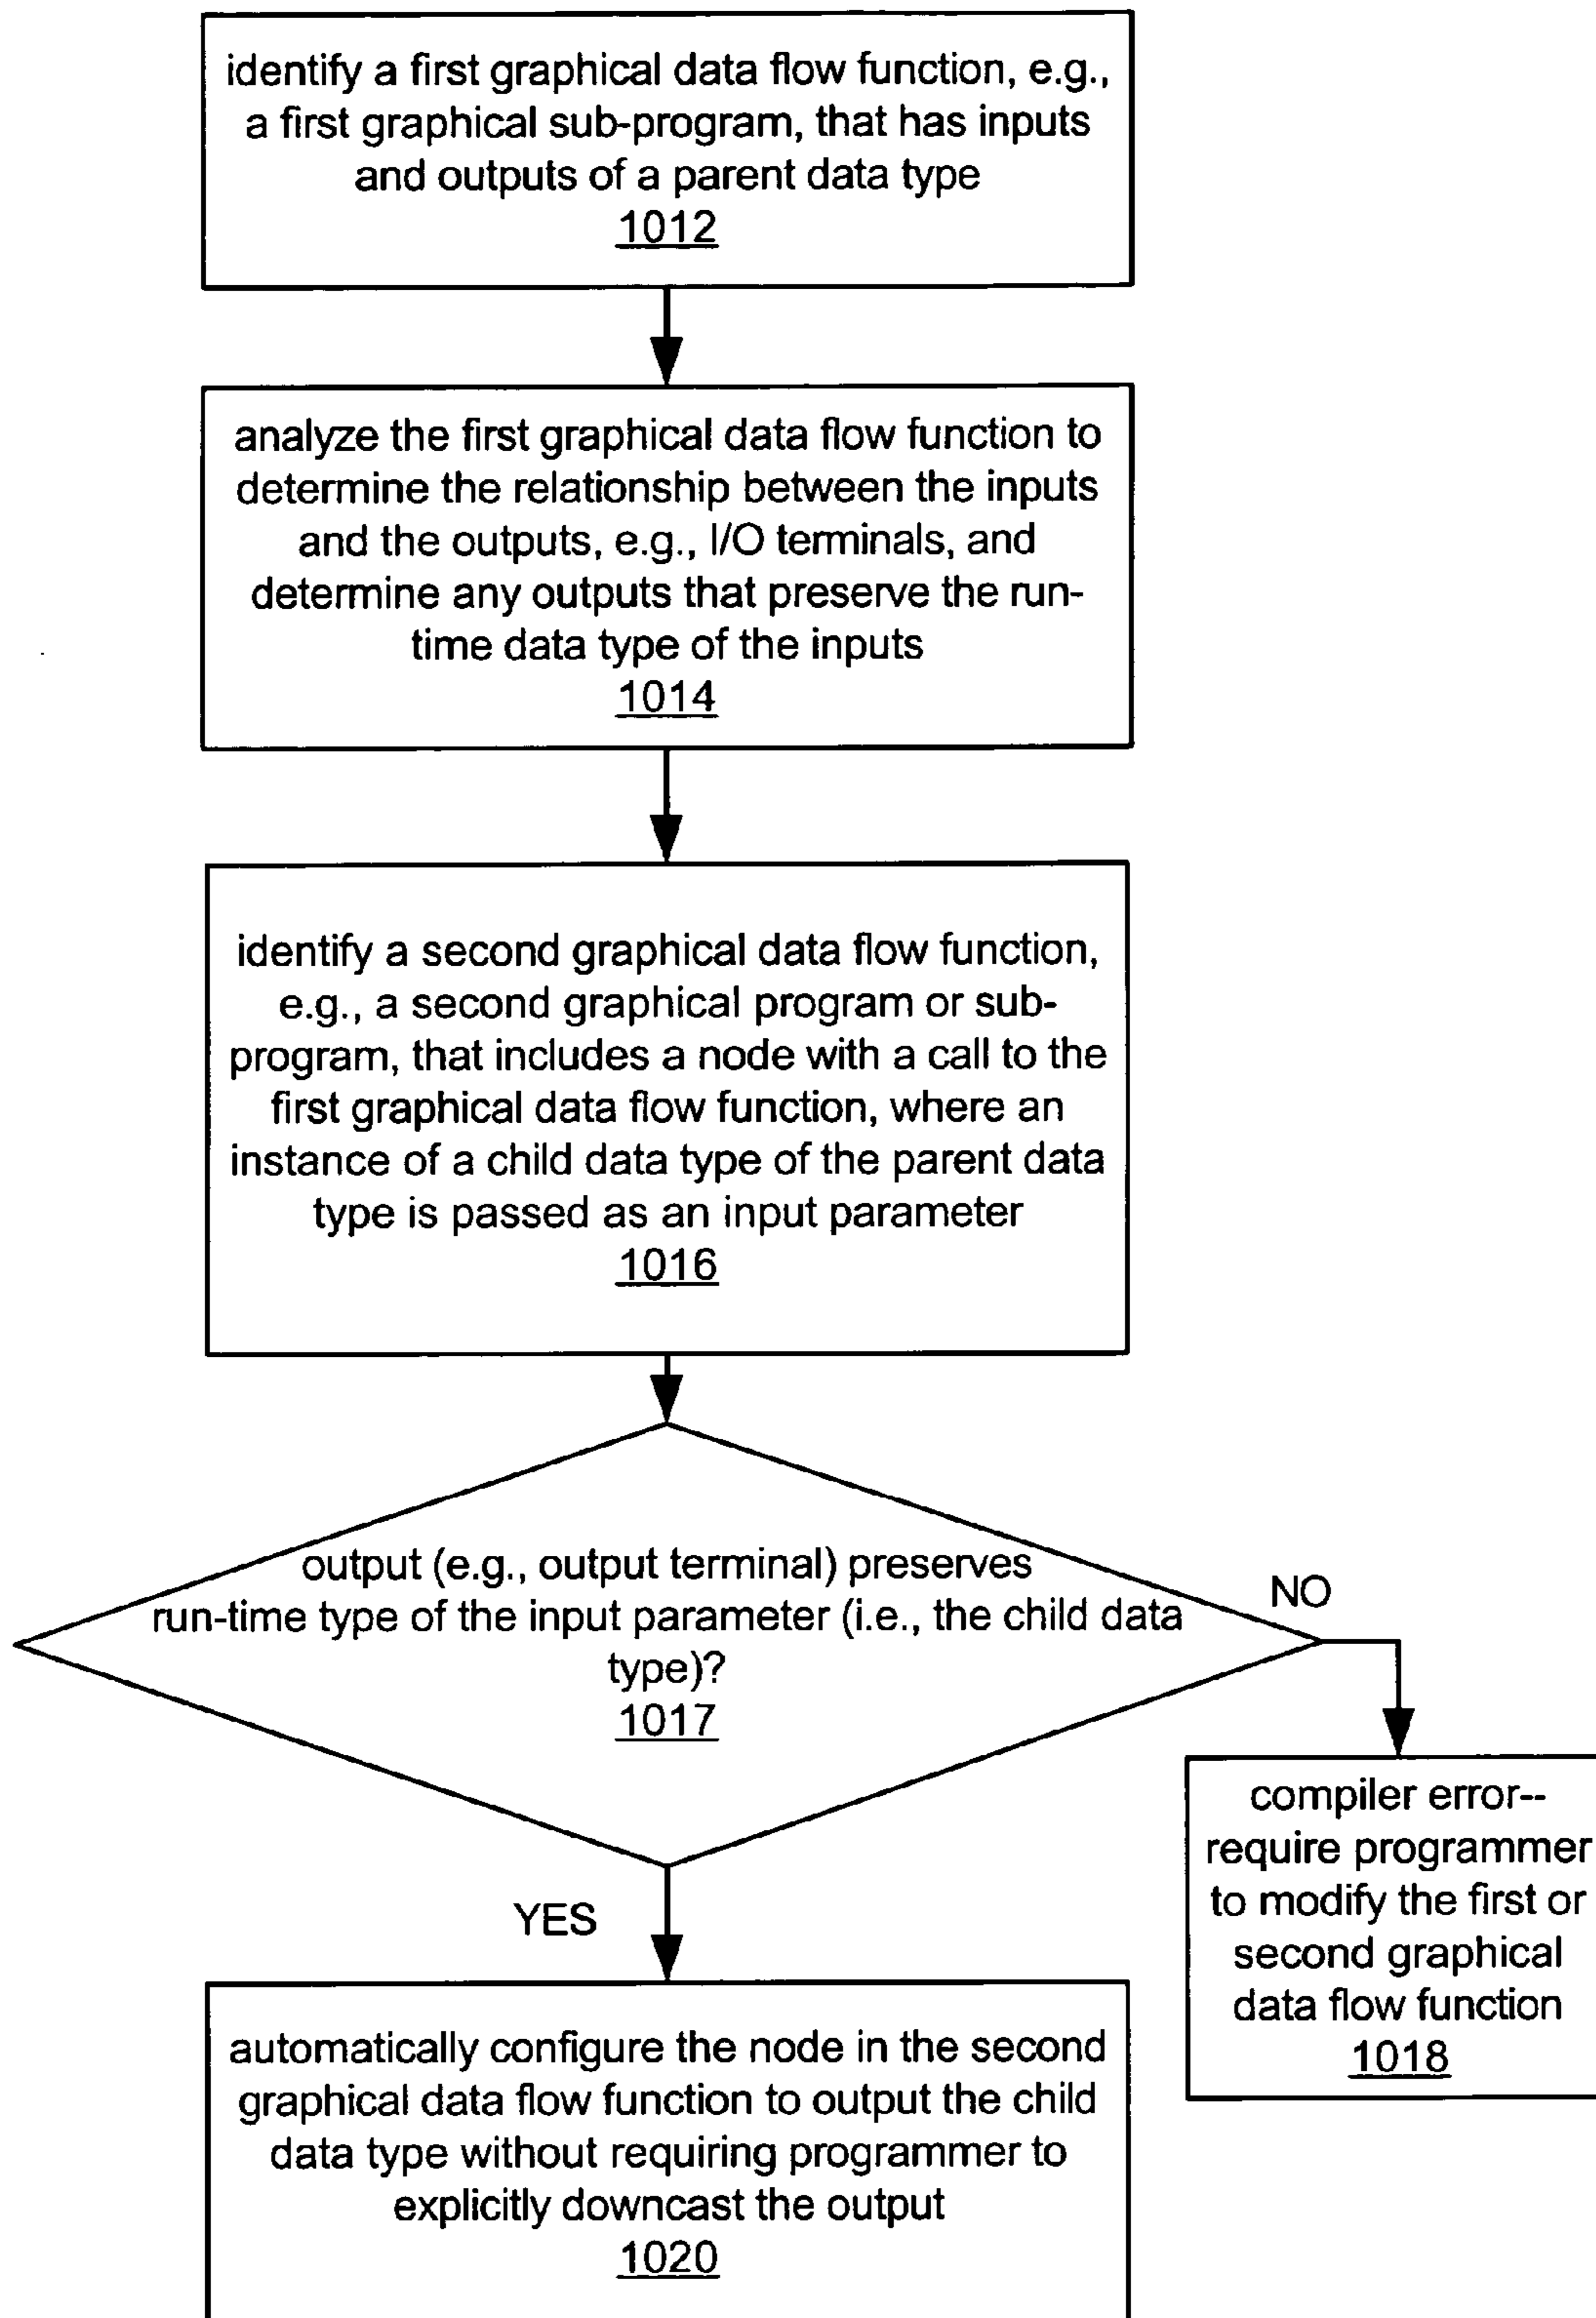 identify a first graphical data flow function, e.g.,
a first graphical sub-program, that has inputs
and outputs of a parent data type
1012
analyze the first graphical data flow function to
determine the relationship between the inputs
and the outputs, e.g., I/O terminals, and
determine any outputs that preserve the run-
time data type of the inputs
1014
identify a second graphical data flow function,
e.g., a second graphical program or sub-
program, that includes a node with a call to the
first graphical data flow function, where an
instance of a child data type of the parent data
type is passed as an input parameter
1016
output (e.g., output terminal) preserves
run-time type of the input parameter (i.e., the child data
type)?
1017
NO
compiler error--
require programmer
to modify the first or
second graphical
data flow function
1018
YES
automatically configure the node in the second
graphical data flow function to output the child
data type without requiring programmer to
explicitly downcast the output
1020